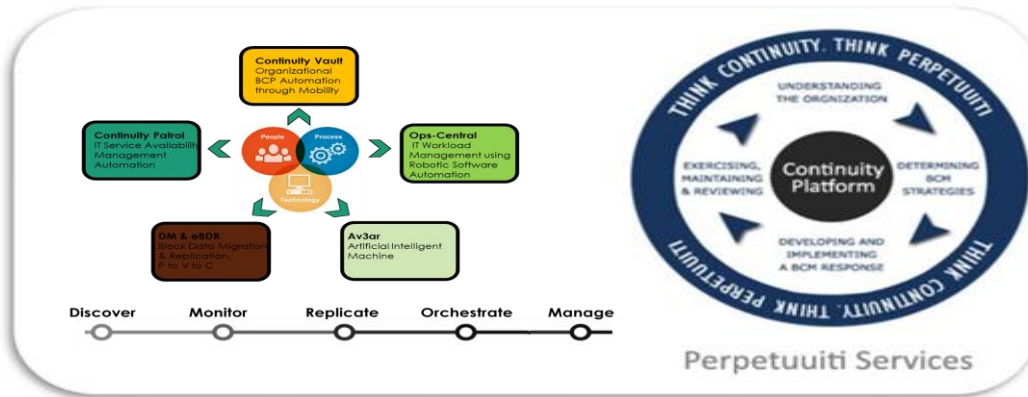 Continuity Vault
Organizational
BCP Automation
through Mobility
Continuity Patrol
IT Service Availability
Management
Automation
People
Process
Technology
Ops-Central
IT Workload
Management using
Robotic Software
Automation
DM & eBDR
Block Data Migration
& Replication,
P to V to C
Av3ar
Artificial Intelligent
Machine
Discover
Monitor
Replicate
Orchestrate
Manage
THINK CONTINUITY. THINK PERPETUUITI
UNDERSTANDING
THE ORGNIZATION
EXERCISING,
MAINTAINING
& REVIEWING
Continuity
Platform
DETERMINING
BCM
STRATEGIES
DEVELOPING AND
IMPLEMENTING
A BCM RESPONSE
THINK CONTINUITY. THINK PERPETUUITI
Perpetuuiti Services